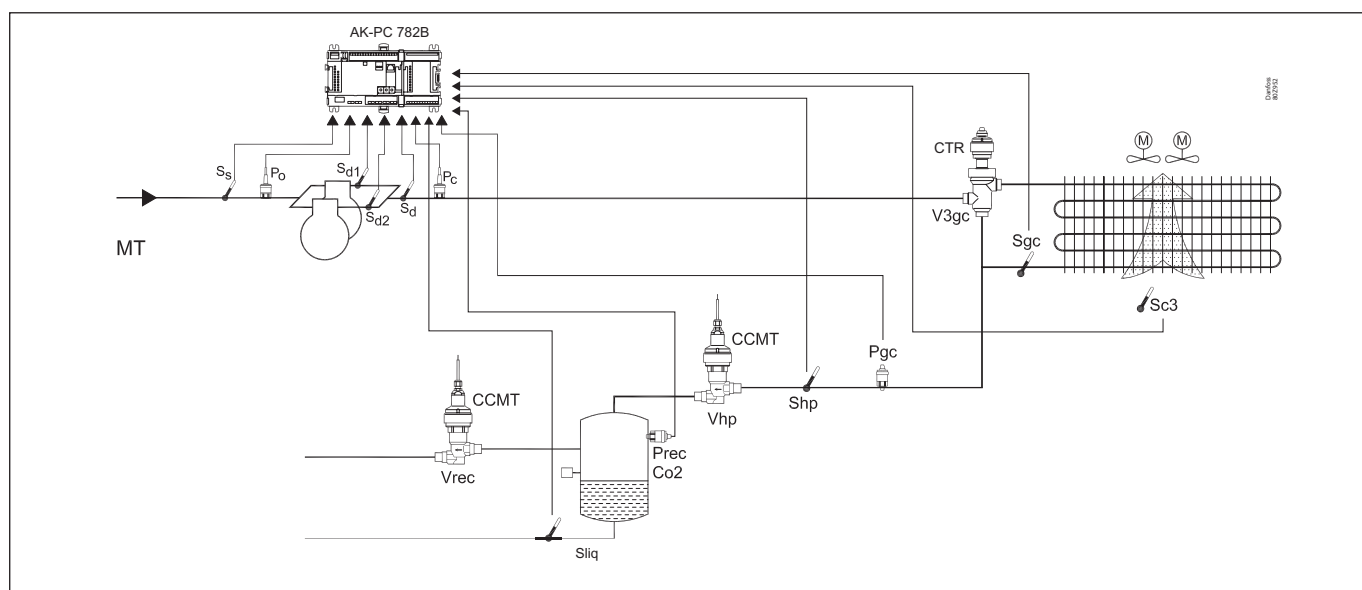 AK-PC 782B
Danfoss
80Z952
M M
CTR
Ss
Po
Sd1
Pc
Sd2
Sd
V3gc
MT
Sgc
Sc3
CCMT
Pgc
CCMT
Shp
Vhp
Prec
Co2
Vrec
Sliq